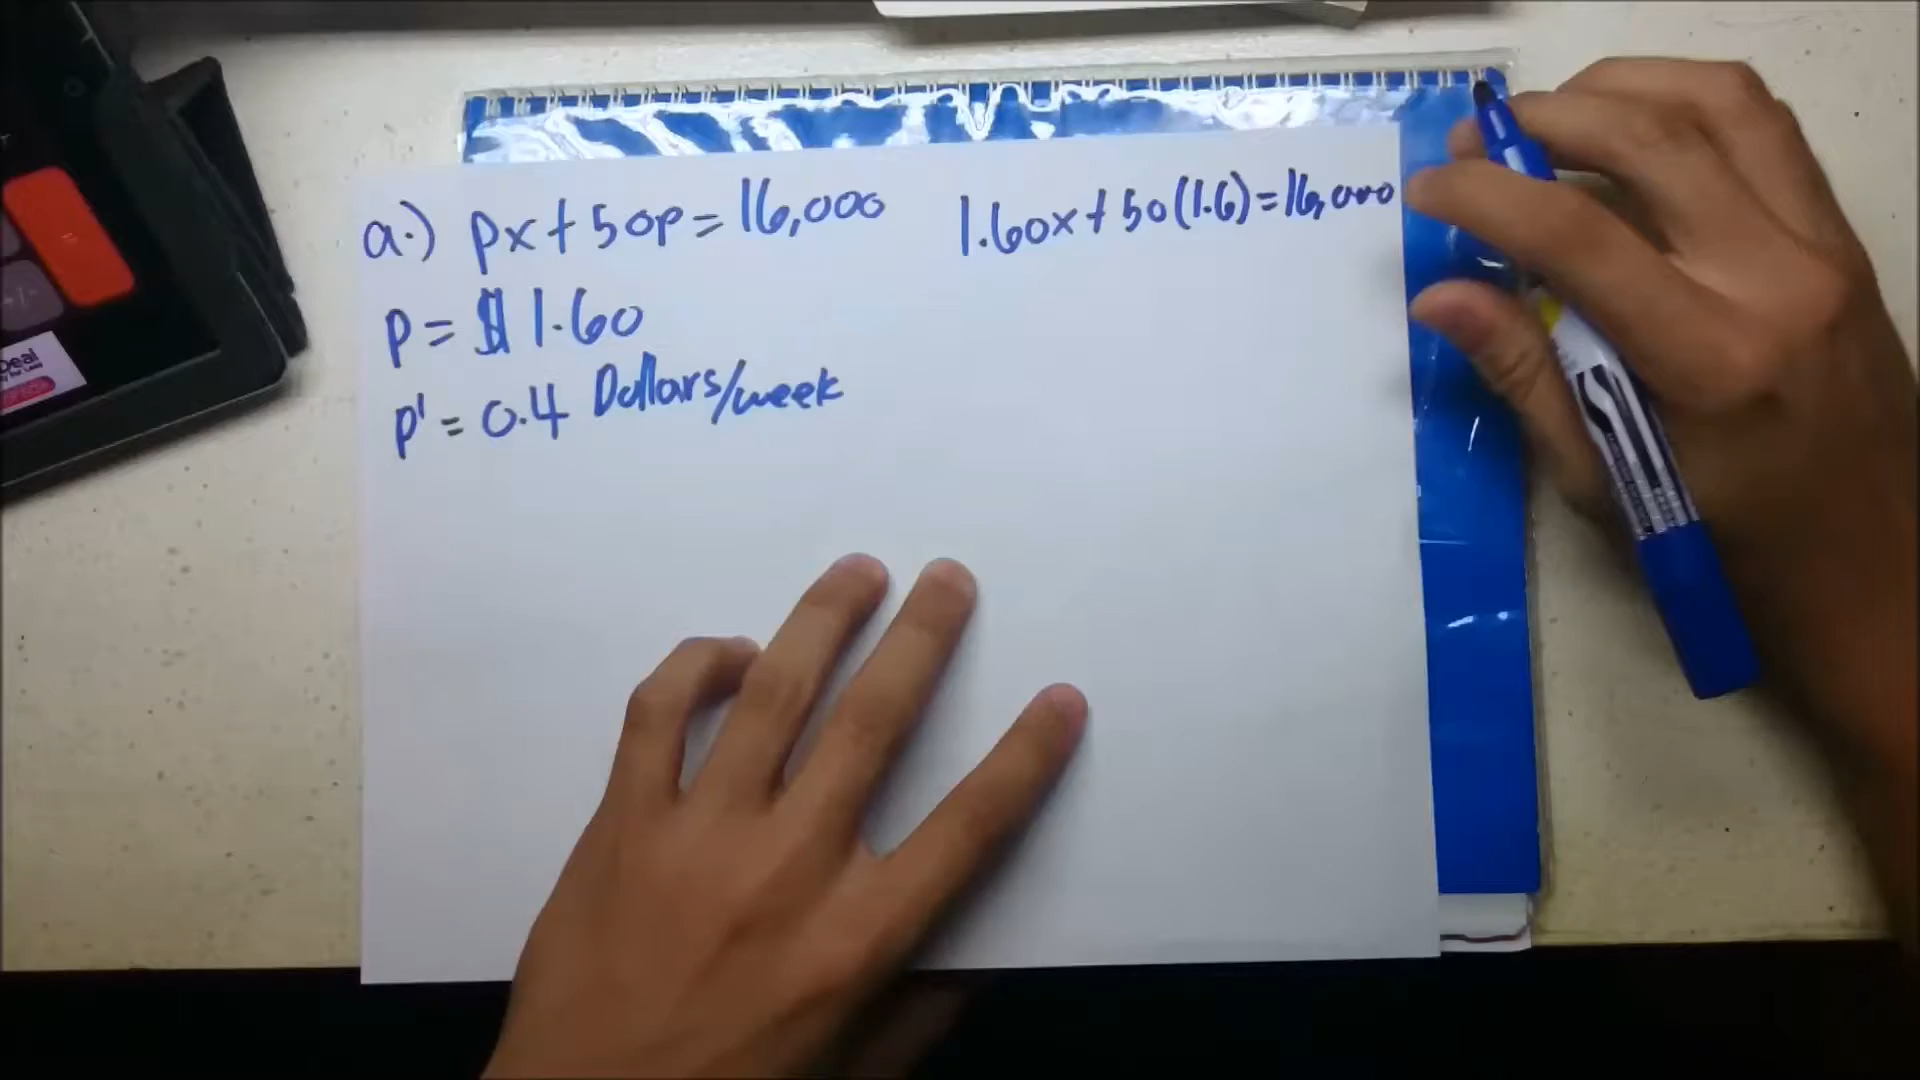 a.) px + 50p = 16,000
1.60x + 50(1.6) = 16,000
p = $ 1.60
p' = 0.4 Dollars/week